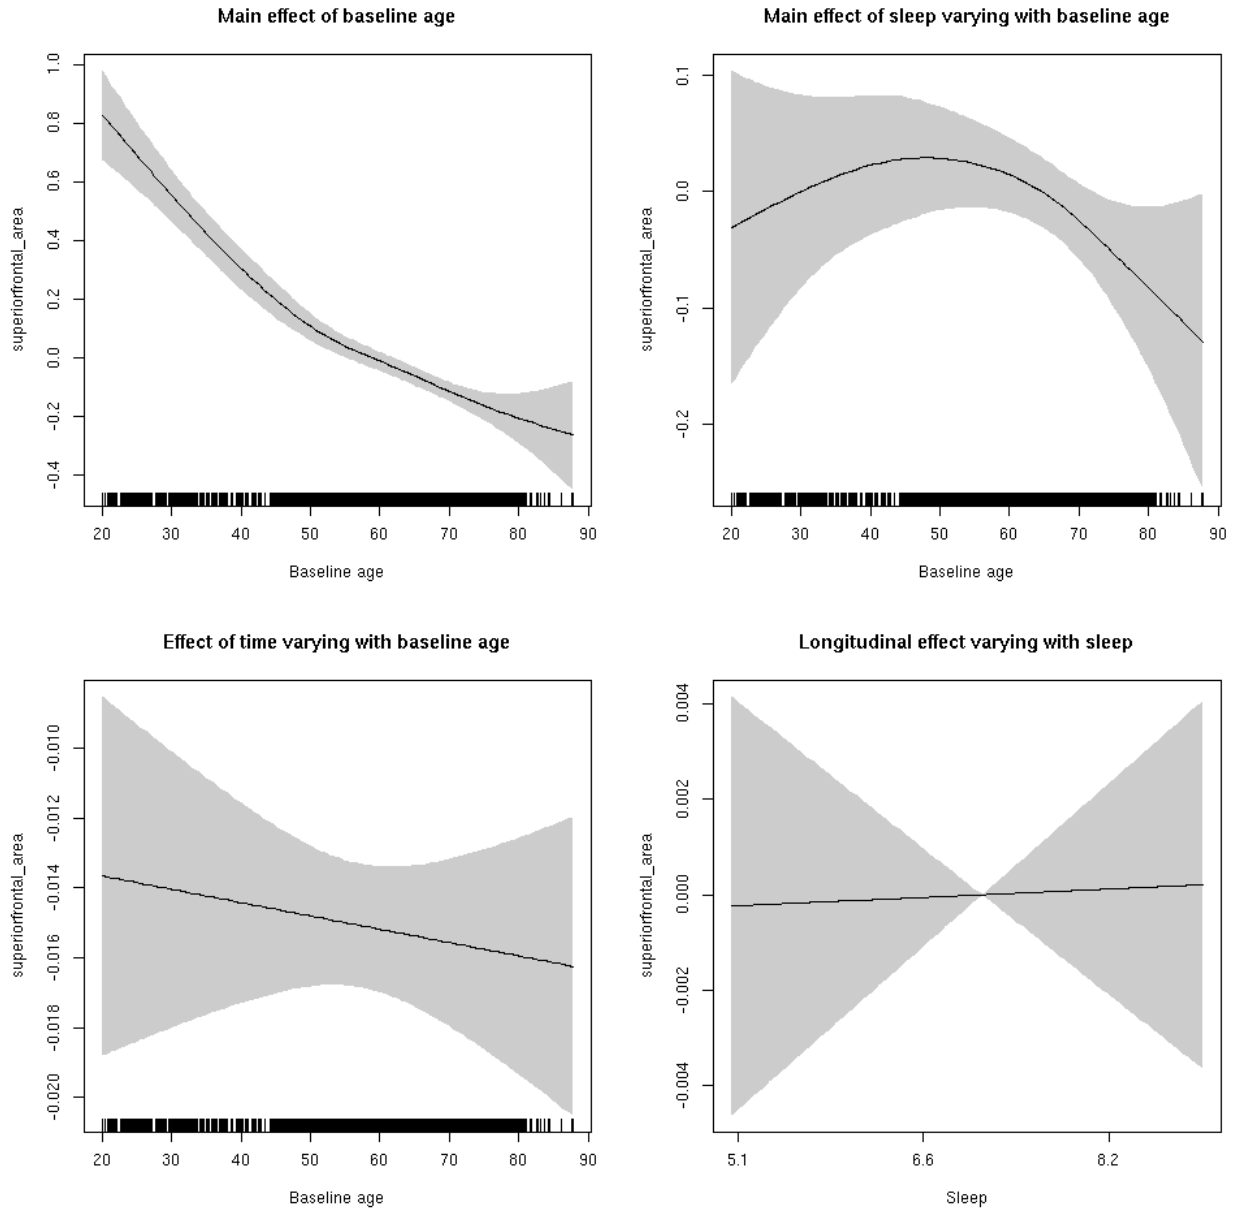 Main effect of baseline age
superiorfrontal_area
1.0
0.8
0.6
0.4
0.2
0.0
-0.2
-0.4
20 30 40 50 60 70 80 90
Baseline age
Main effect of sleep varying with baseline age
superiorfrontal_area
0.1
0.0
-0.1
-0.2
20 30 40 50 60 70 80 90
Baseline age
Effect of time varying with baseline age
superiorfrontal_area
-0.010
-0.012
-0.014
-0.016
-0.018
-0.020
20 30 40 50 60 70 80 90
Baseline age
Longitudinal effect varying with sleep
superiorfrontal_area
0.004
0.002
0.000
-0.002
-0.004
5.1 6.6 8.2
Sleep